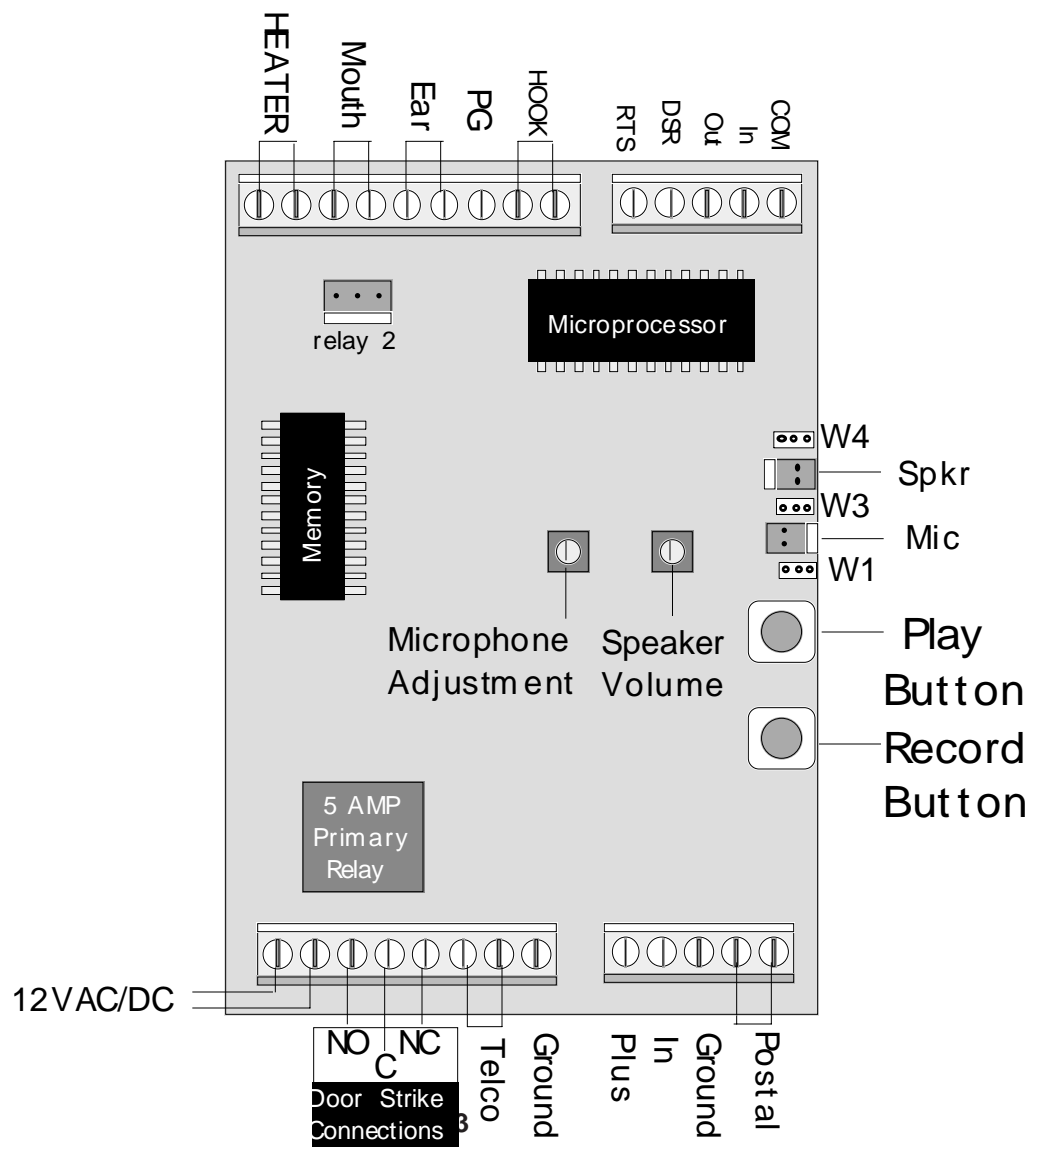 HEATER
Mouth
Ear
PG
HOOK
RTS
DSR
Out
In
COM
relay 2
Microprocessor
Memory
W4
Spkr
W3
Mic
W1
Microphone
Adjustment
Speaker
Volume
Play
Button
Record
Button
5 AMP
Primary
Relay
12VAC/DC
NO
C
NC
Door Strike
Connections
3
Telco
Ground
Plus
In
Ground
Postal